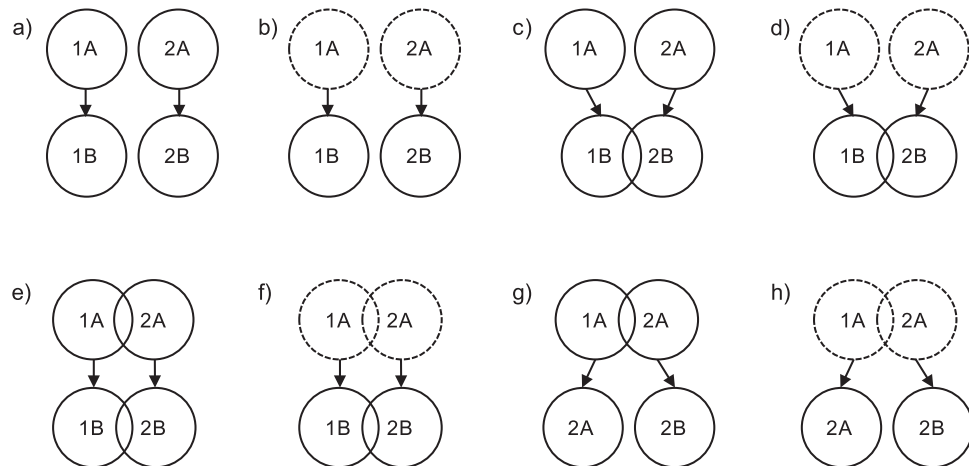 a) 1A 2A b) 1A 2A c) 1A 2A d) 1A 2A
1B 2B 1B 2B 1B 2B 1B 2B
e) 1A 2A f) 1A 2A g) 1A 2A h) 1A 2A
1B 2B 1B 2B 2A 2B 2A 2B